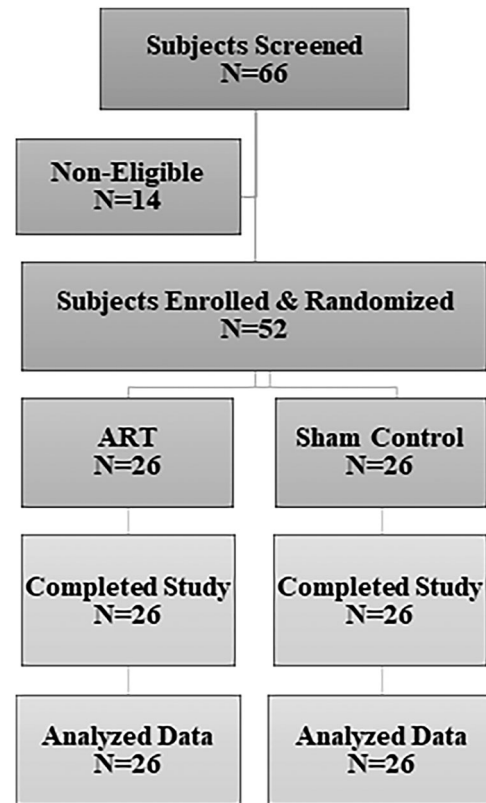 Subjects Screened
N=66
Non-Eligible
N=14
Subjects Enrolled & Randomized
N=52
ART
N=26
Sham Control
N=26
Completed Study
N=26
Completed Study
N=26
Analyzed Data
N=26
Analyzed Data
N=26